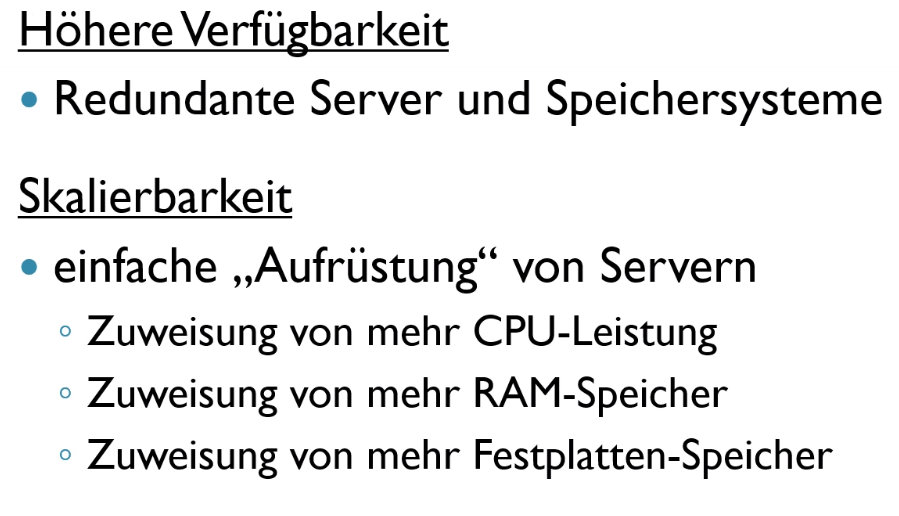 Höhere Verfügbarkeit
• Redundante Server und Speichersysteme
Skalierbarkeit
• einfache „Aufrüstung“ von Servern
◦ Zuweisung von mehr CPU-Leistung
◦ Zuweisung von mehr RAM-Speicher
◦ Zuweisung von mehr Festplatten-Speicher